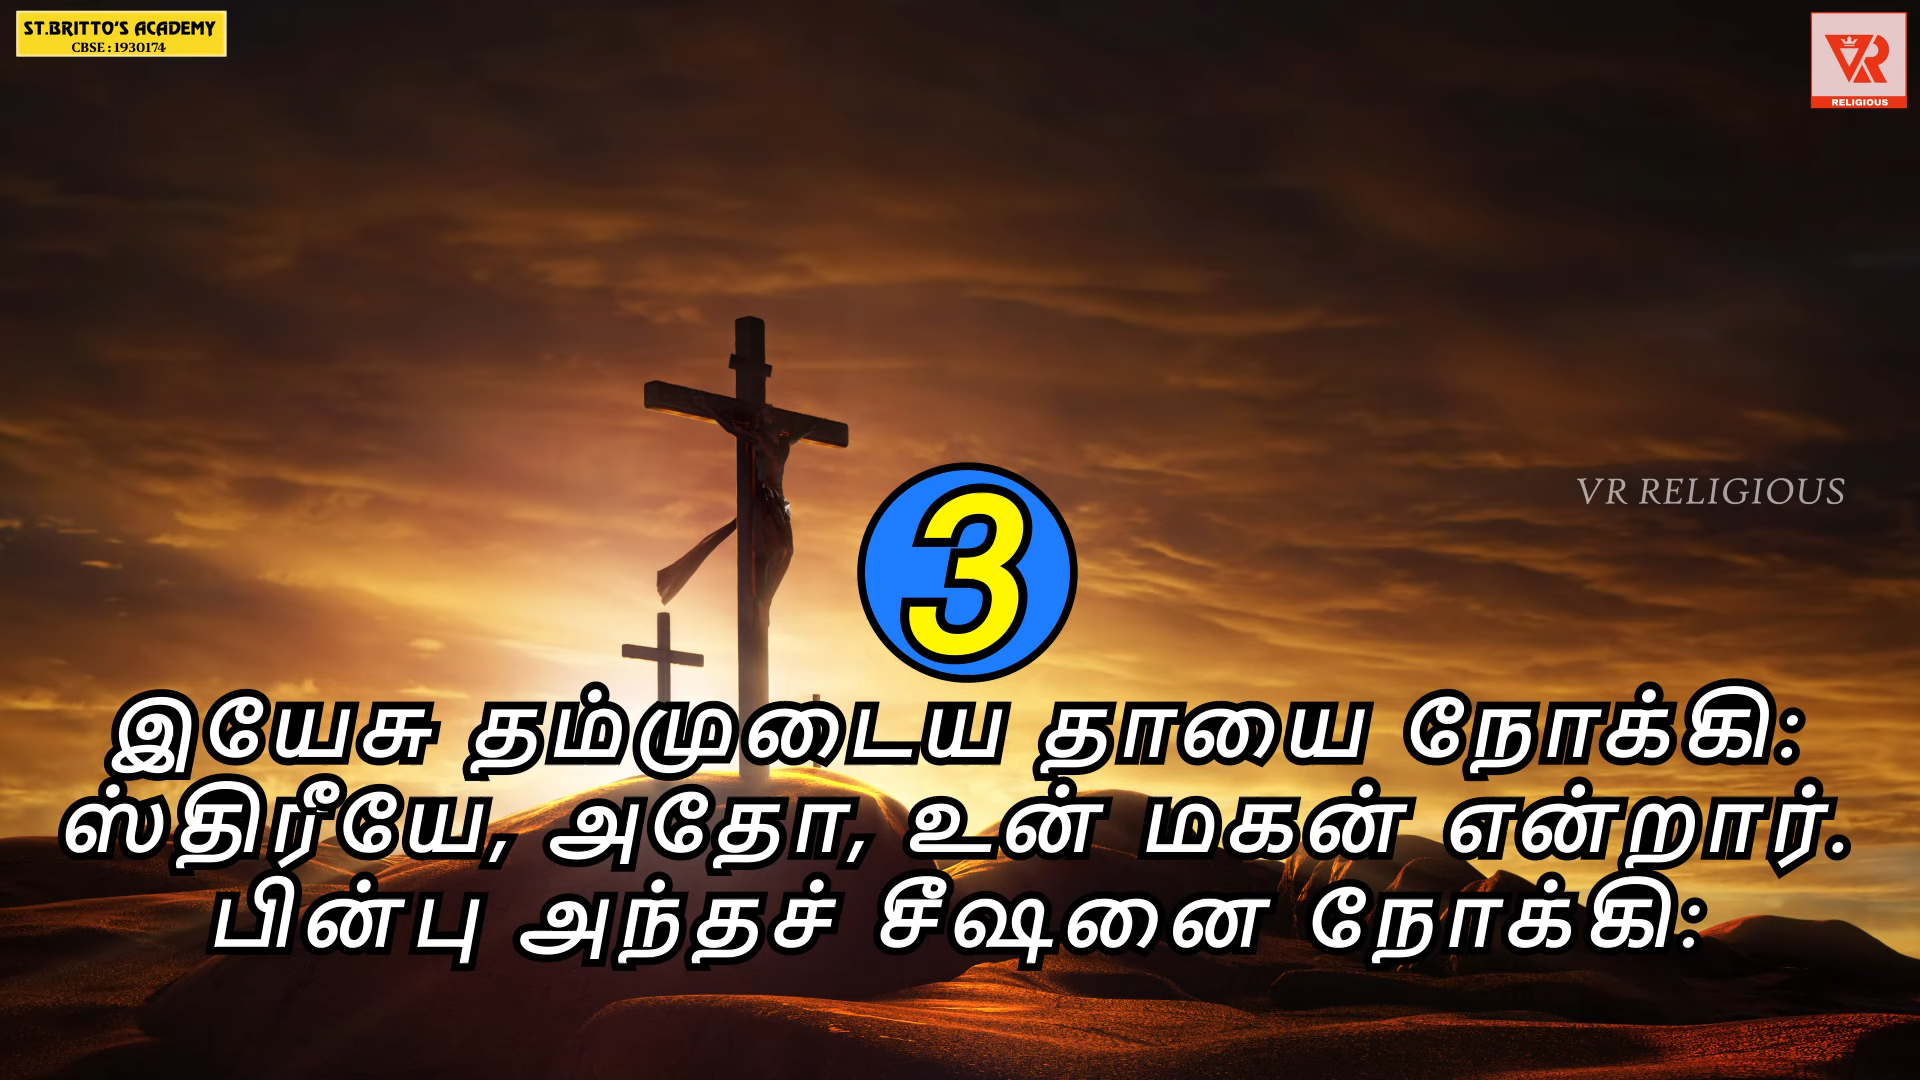 ST.BRITTO'S ACADEMY
CBSE : 1930174
VR
RELIGIOUS
VR RELIGIOUS
3
இயேசு தம்முடைய தாயை நோக்கி:
ஸ்திரீயே, அதோ, உன் மகன் என்றார்.
பின்பு அந்தச் சீஷனை நோக்கி: